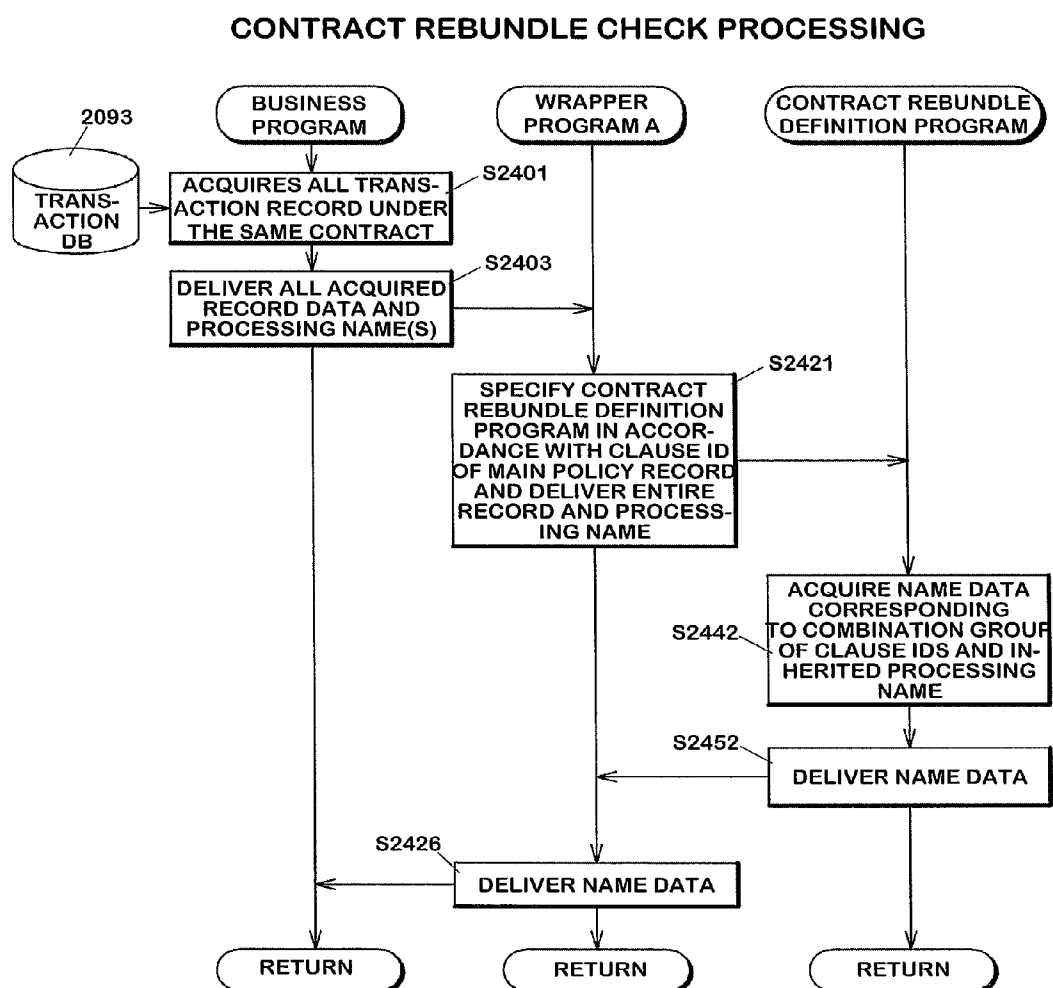 CONTRACT REBUNDLE CHECK PROCESSING
BUSINESS
PROGRAM
WRAPPER
PROGRAM A
CONTRACT REBUNDLE
DEFINITION PROGRAM
2093
TRANS-
ACTION
DB
S2401
ACQUIRES ALL TRANS-
ACTION RECORD UNDER
THE SAME CONTRACT
S2403
DELIVER ALL ACQUIRED
RECORD DATA AND
PROCESSING NAME(S)
S2421
SPECIFY CONTRACT
REBUNDLE DEFINITION
PROGRAM IN ACCOR-
DANCE WITH CLAUSE ID
OF MAIN POLICY RECORD
AND DELIVER ENTIRE
RECORD AND PROCESS-
ING NAME
S2442
ACQUIRE NAME DATA
CORRESPONDING
TO COMBINATION GROUP
OF CLAUSE IDS AND IN-
HERITED PROCESSING
NAME
S2452
DELIVER NAME DATA
S2426
DELIVER NAME DATA
RETURN
RETURN
RETURN